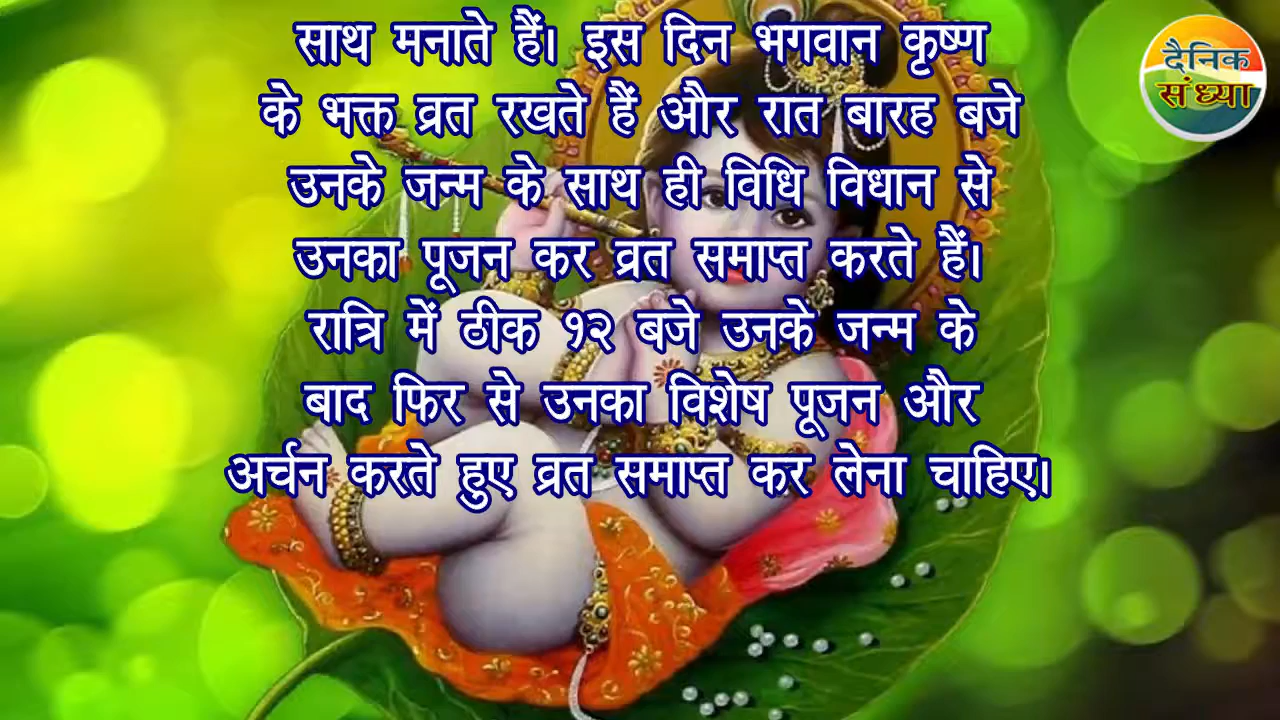 साथ मनाते हैं। इस दिन भगवान कृष्ण
के भक्त व्रत रखते हैं और रात बारह बजे
उनके जन्म के साथ ही विधि विधान से
उनका पूजन कर व्रत समाप्त करते हैं।
रात्रि में ठीक १२ बजे उनके जन्म के
बाद फिर से उनका विशेष पूजन और
अर्चन करते हुए व्रत समाप्त कर लेना चाहिए।
दैनिक
संध्या